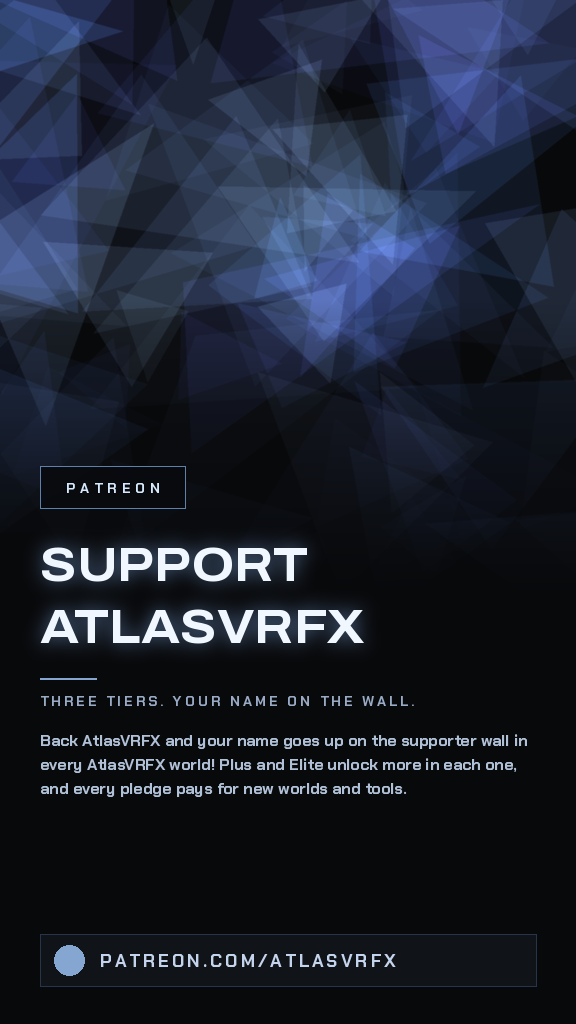 PATREON
SUPPORT
ATLASVRFX
THREE TIERS. YOUR NAME ON THE WALL.
Back AtlasVRFX and your name goes up on the supporter wall in
every AtlasVRFX world! Plus and Elite unlock more in each one,
and every pledge pays for new worlds and tools.
PATREON.COM/ATLASVRFX